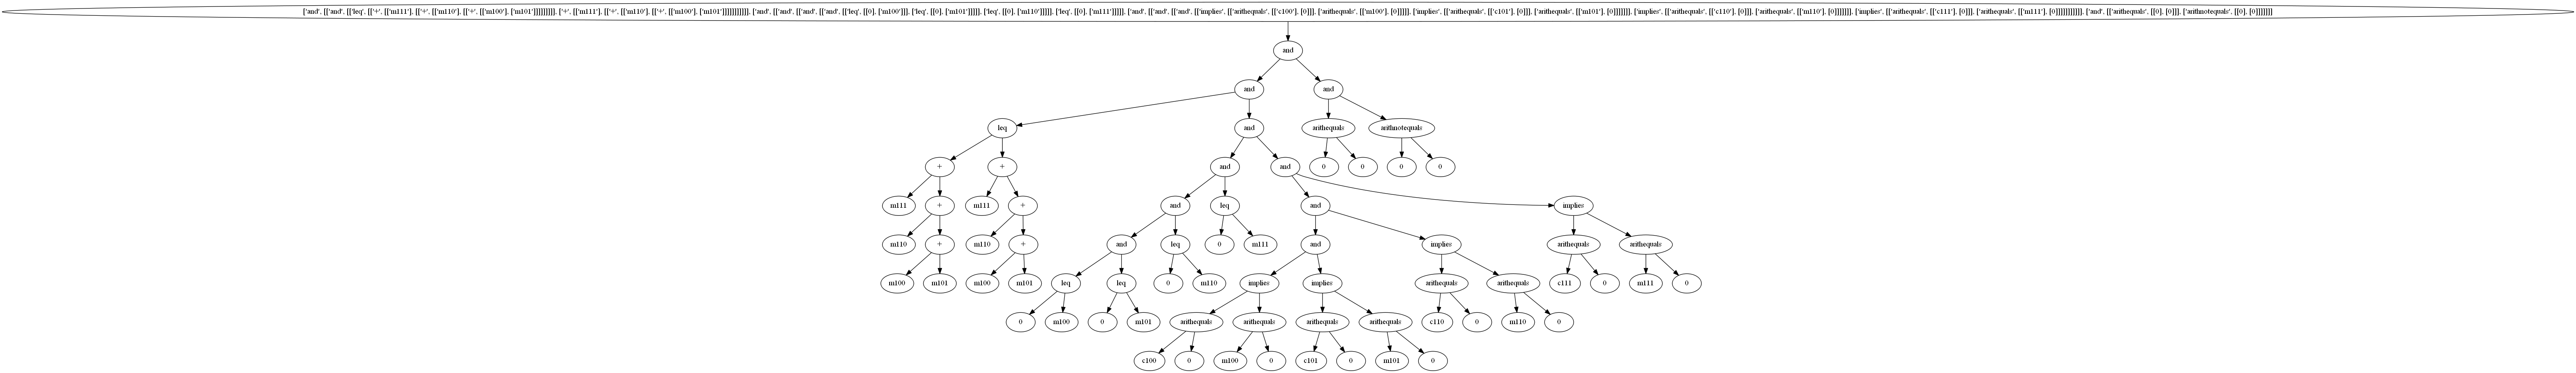 ['and', [['and', [['leq', [['+', [['m111'], ['+', [['m110'], ['+', [['m100'], ['m101']]]]]]]]], ['+', [['m111'], ['+', [['m110'], ['+', [['m100'], ['m101']]]]]]]]]]], ['and', [['and', [['and', [['and', [['leq', [[0], ['m100']]], ['leq', [[0], ['m101']]]]], ['leq', [[0], ['m110']]]]], ['leq', [[0], ['m111']]]]], ['and', [['and', [['and', [['implies', [['arithequals', [['c100'], [0]]], ['arithequals', [['m100'], [0]]]]], ['implies', [['arithequals', [['c101'], [0]]], ['arithequals', [['m101'], [0]]]]]]], ['implies', [['arithequals', [['c110'], [0]]], ['arithequals', [['m110'], [0]]]]]]], ['implies', [['arithequals', [['c111'], [0]]], ['arithequals', [['m111'], [0]]]]]]]]]]], ['and', [['arithequals', [[0], [0]]], ['arithnotequals', [[0], [0]]]]]]]
and
and and
leq and arithequals arithnotequals
+ + and and 0 0 0 0
m111 + m111 + and leq and implies
m110 + m110 + and leq 0 m111 and implies arithequals arithequals
m100 m101 m100 m101 leq leq 0 m110 implies implies arithequals arithequals c111 0 m111 0
0 m100 0 m101 arithequals arithequals arithequals arithequals c110 0 m110 0
c100 0 m100 0 c101 0 m101 0